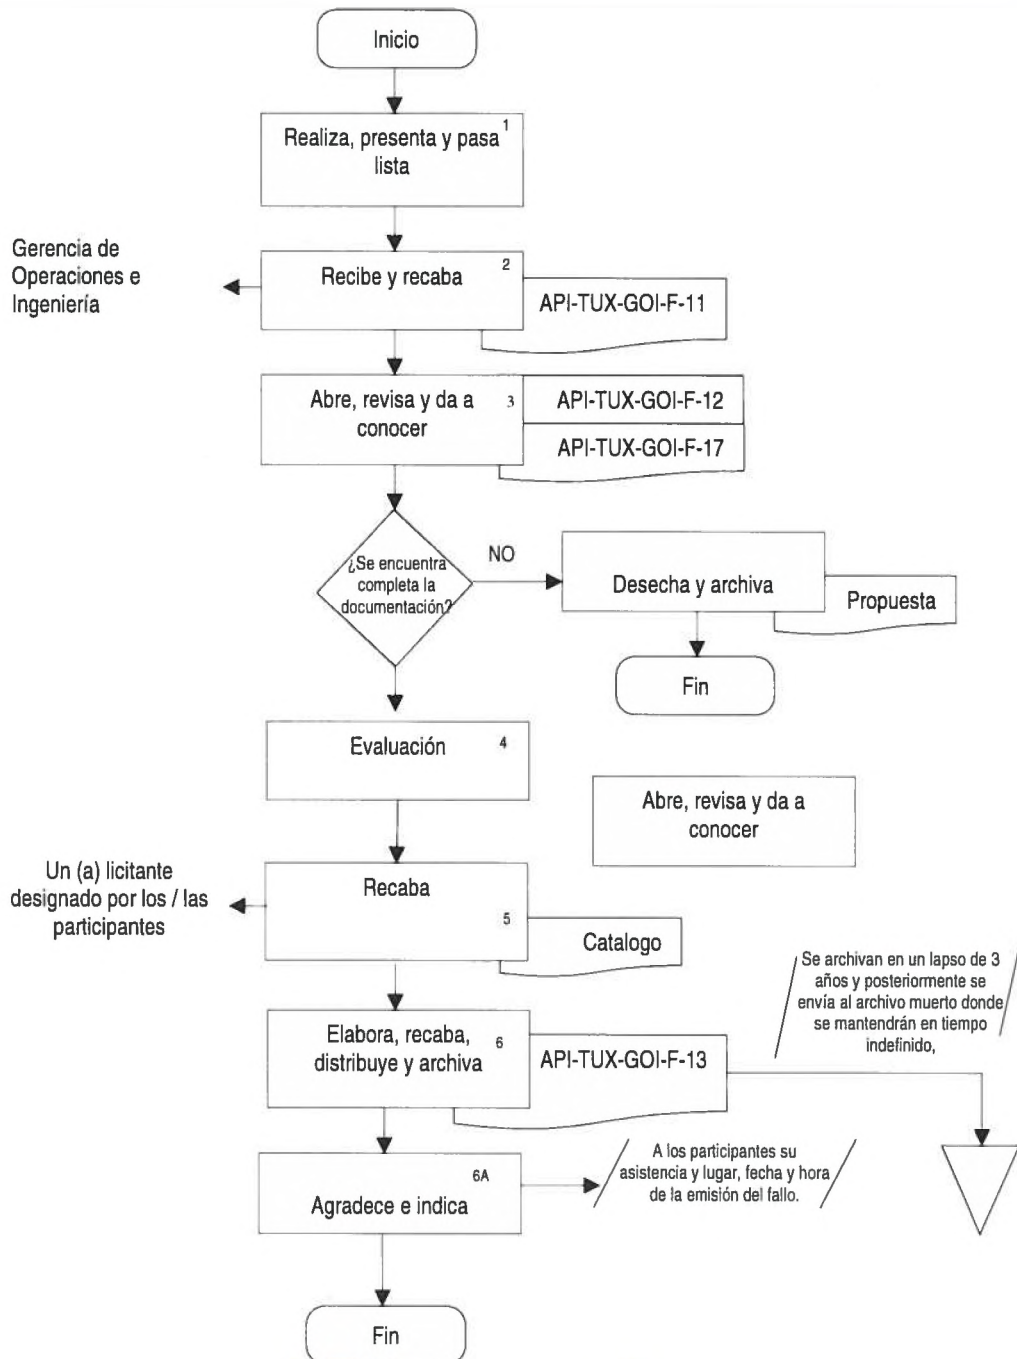 Inicio
1
Realiza, presenta y pasa
lista
Gerencia de
Operaciones e
Ingeniería
2
Recibe y recaba
API-TUX-GOI-F-11
Abre, revisa y da a
conocer
3
API-TUX-GOI-F-12
API-TUX-GOI-F-17
¿Se encuentra
completa la
documentación?
NO
Desecha y archiva
Propuesta
Fin
Evaluación
4
Abre, revisa y da a
conocer
Un (a) licitante
designado por los / las
participantes
Recaba
5
Catalogo
Se archivan en un lapso de 3
años y posteriormente se
envía al archivo muerto donde
se mantendrán en tiempo
indefinido,
Elabora, recaba,
distribuye y archiva
6
API-TUX-GOI-F-13
6A
Agradece e indica
A los participantes su
asistencia y lugar, fecha y hora
de la emisión del fallo.
Fin